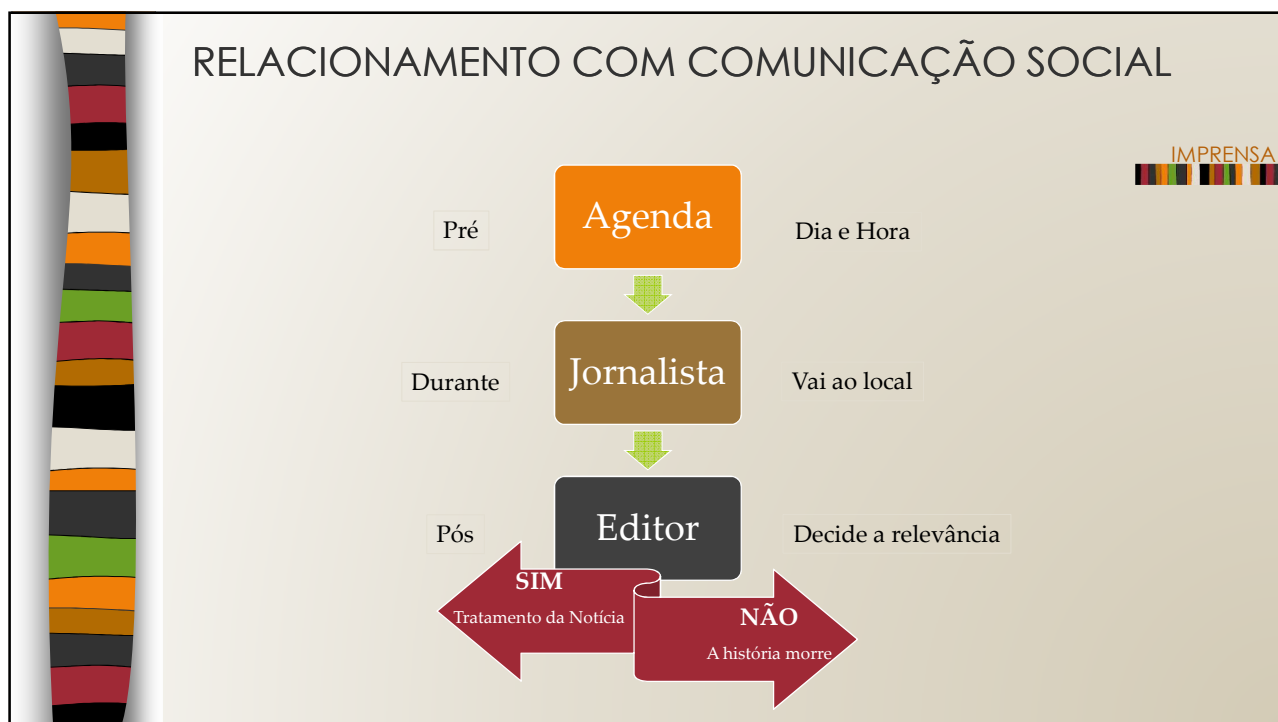 RELACIONAMENTO COM COMUNICAÇÃO SOCIAL
IMPRENSA
Pré
Agenda
Dia e Hora
Durante
Jornalista
Vai ao local
Pós
Editor
Decide a relevância
SIM
Tratamento da Notícia
NÃO
A história morre